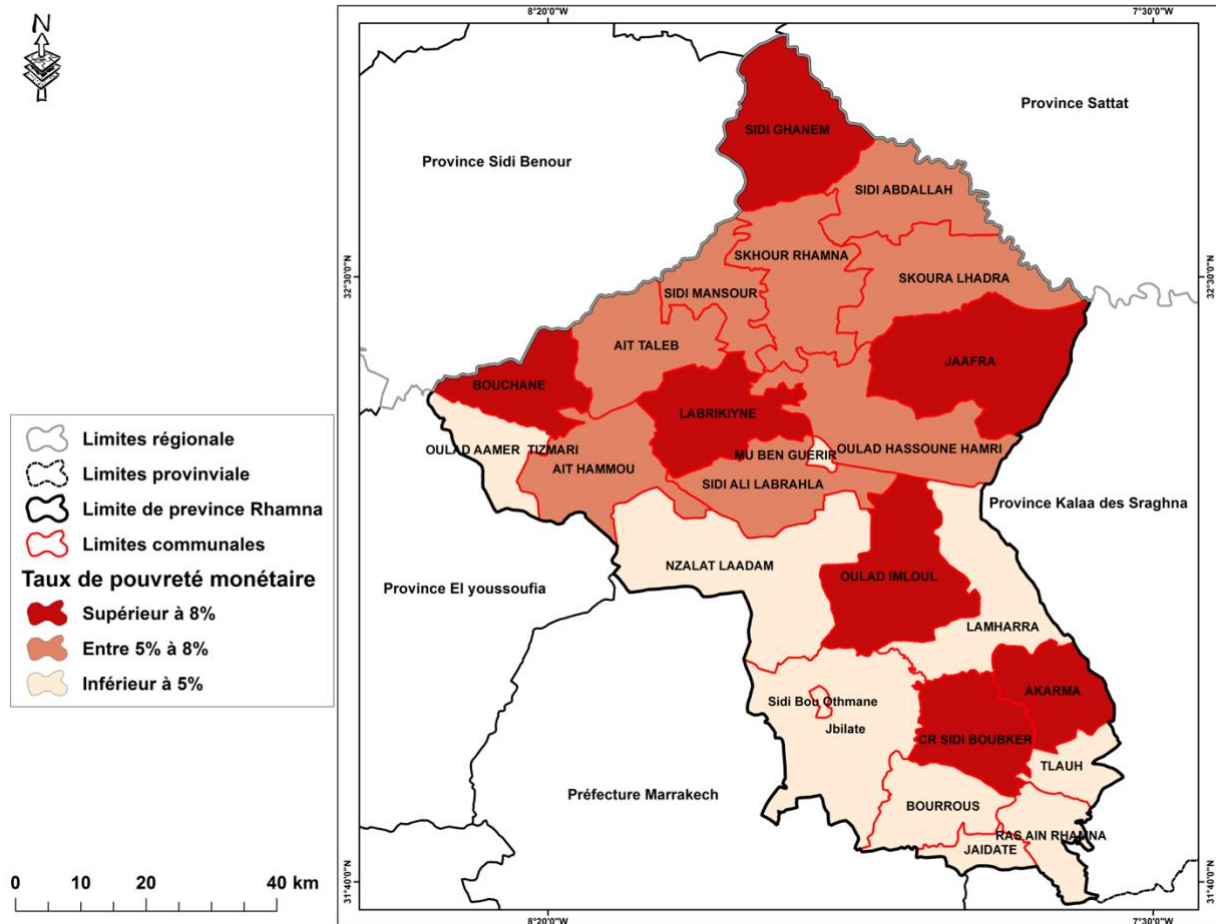 N
8°20'0"W
7°30'0"W
Province Sattat
SIDI GHANEM
Province Sidi Benour
SIDI ABDALLAH
SKHOUR RHAMNA
32°30'0"N
32°30'0"N
SKOURA LHADRA
SIDI MANSOUR
AIT TALEB
JAAFRA
BOUCHANE
LABRIKIYNE
OULAD AAMER TIZMARI
OULAD HASSOUNE HAMRI
MU BEN GUERIR
AIT HAMMOU
SIDI ALI LABRAHLA
Province Kalaa des Sraghna
NZALAT LAADAM
OULAD IMLOUL
Province El youssoufia
LAMHARRA
AKARMA
Sidi Bou Othmane
Jbilate
CR SIDI BOUBKER
TLAUH
Préfecture Marrakech
BOURROUS
RAS AIN RHAMNA
JAIDATE
31°40'0"N
31°40'0"N
8°20'0"W
7°30'0"W
Limites régionale
Limites provinviale
Limite de prevince Rhamna
Limites communales
Taux de pouvreté monétaire
Supérieur à 8%
Entre 5% à 8%
Inférieur à 5%
0 10 20 40 km